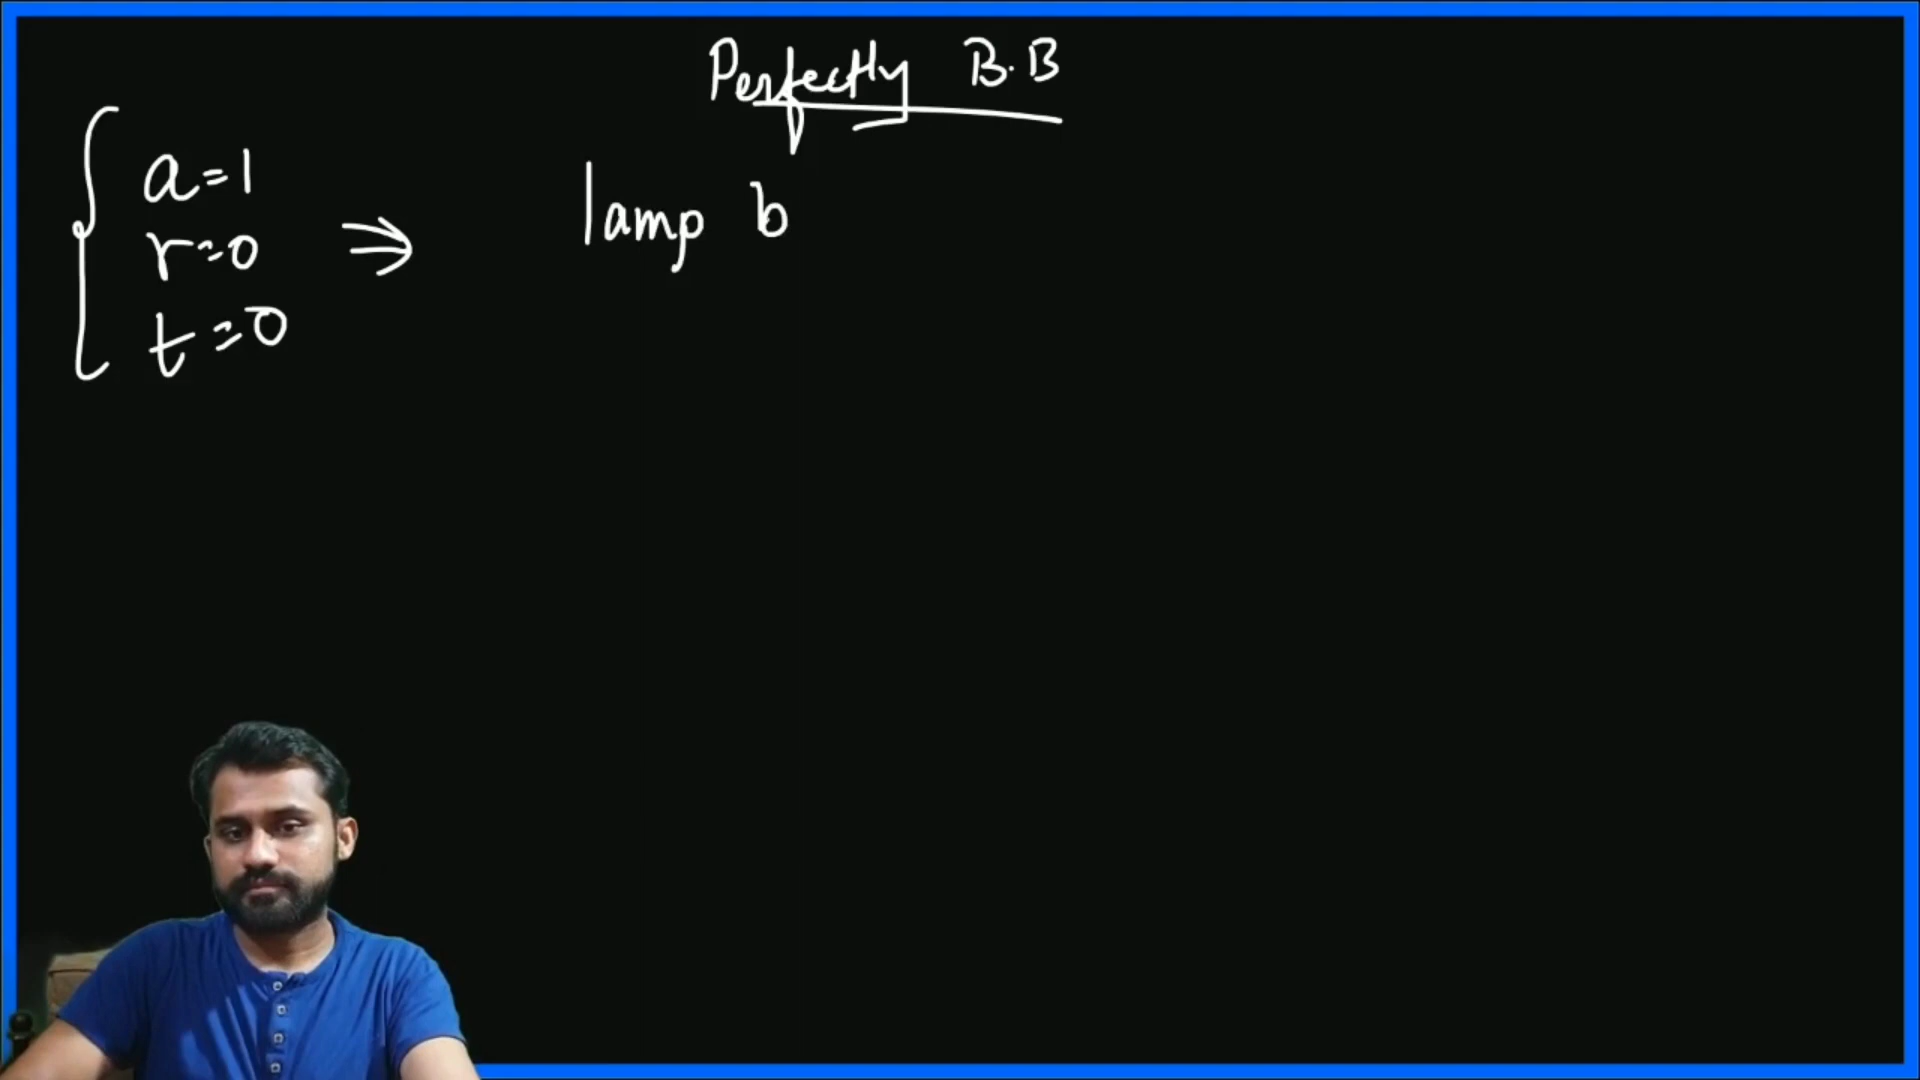 Perfectly B.B
a=1
r=0
t=0
⇒
lamp b